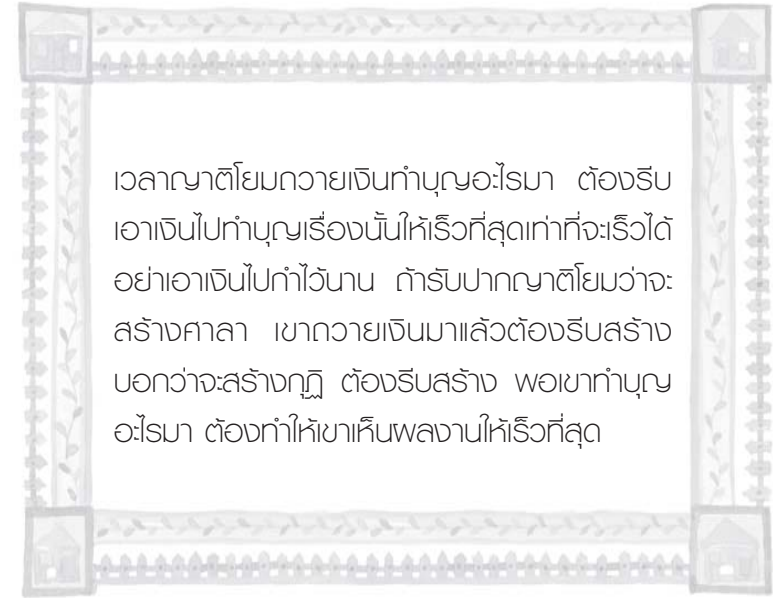 เวลาญาติโยมถวายเงินทำบุญอะไรมา ต้องรีบ
เอาเงินไปทำบุญเรื่องนั้นให้เร็วที่สุดเท่าที่จะเร็วได้
อย่าเอาเงินไปกำไว้นาน ถ้ารับปากญาติโยมว่าจะ
สร้างศาลา เขาถวายเงินมาแล้วต้องรีบสร้าง
บอกว่าจะสร้างกุฏิ ต้องรีบสร้าง พอเขาทำบุญ
อะไรมา ต้องทำให้เขาเห็นผลงานให้เร็วที่สุด